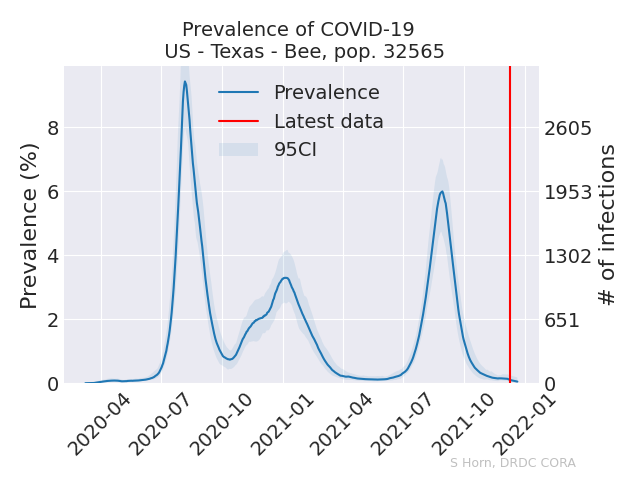 Prevalence of COVID-19
US - Texas - Bee, pop. 32565
Prevalence
Latest data
95CI
Prevalence (%)
8
6
4
2
0
2605
1953
1302
651
0
# of infections
2020-04
2020-07
2020-10
2021-01
2021-04
2021-07
2021-10
2022-01
S Horn, DRDC CORA